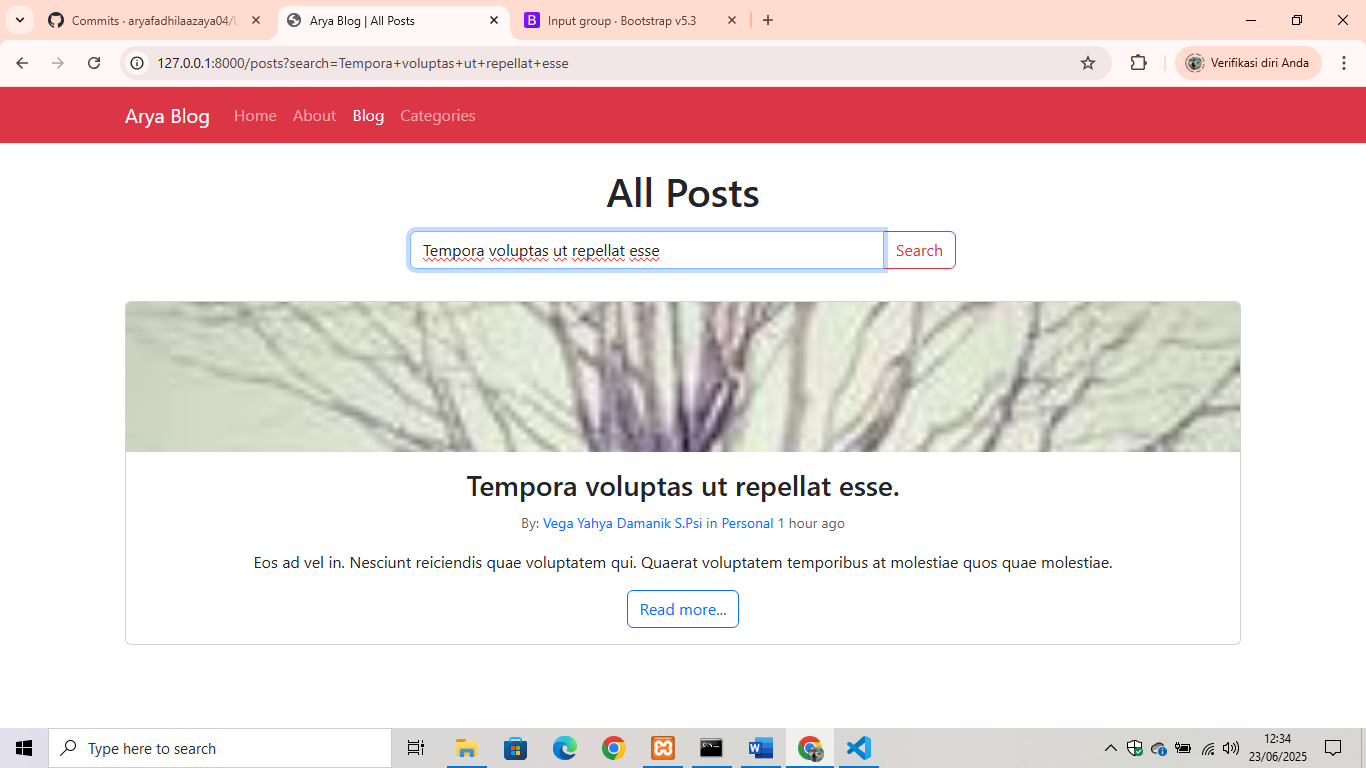 Commits · aryafadhilaazaya04/
Arya Blog | All Posts
Input group · Bootstrap v5.3
127.0.0.1:8000/posts?search=Tempora+voluptas+ut+repellat+esse
Verifikasi diri Anda
Arya Blog Home About Blog Categories
All Posts
Tempora voluptas ut repellat esse Search
Tempora voluptas ut repellat esse.
By: Vega Yahya Damanik S.Psi in Personal 1 hour ago
Eos ad vel in. Nesciunt reiciendis quae voluptatem qui. Quaerat voluptatem temporibus at molestiae quos quae molestiae.
Read more...
Type here to search
12:34
23/06/2025